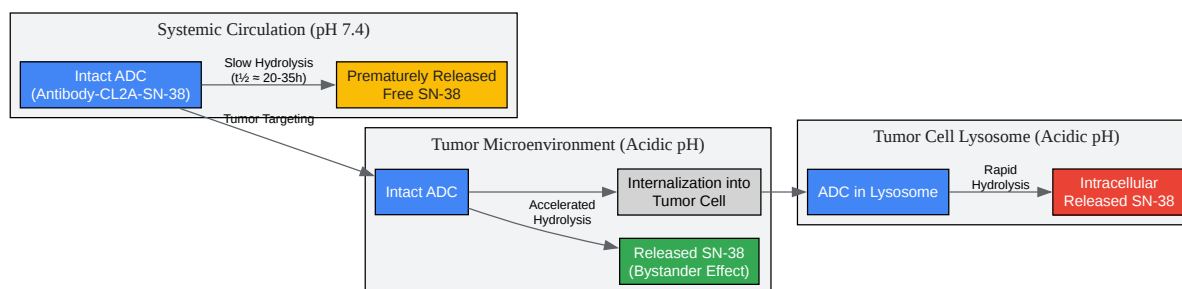 Systemic Circulation (pH 7.4)
Intact ADC
(Antibody-CL2A-SN-38)
Slow Hydrolysis
(t½ ≈ 20-35h)
Prematurely Released
Free SN-38
Tumor Targeting
Tumor Microenvironment (Acidic pH)
Intact ADC
Internalization into
Tumor Cell
Accelerated
Hydrolysis
Released SN-38
(Bystander Effect)
Tumor Cell Lysosome (Acidic pH)
ADC in Lysosome
Rapid
Hydrolysis
Intracellular
Released SN-38